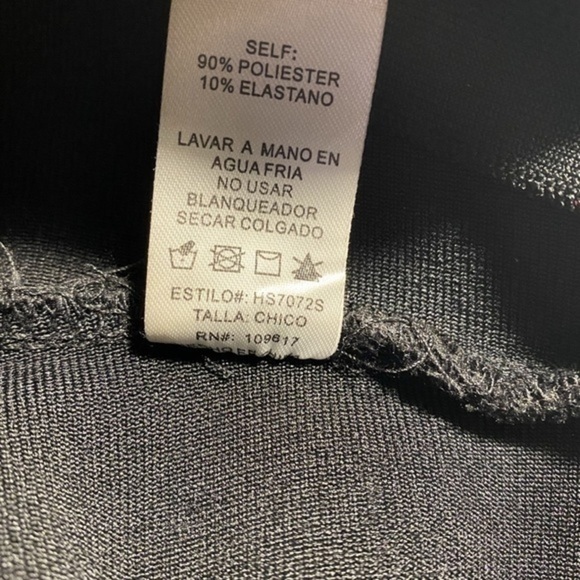 SELF:
90% POLIESTER
10% ELASTANO
LAVAR A MANO EN
AGUA FRIA
NO USAR
BLANQUEADOR
SECAR COLGADO
ESTILO#: HS7072S
TALLA: CHICO
RN#: 109617